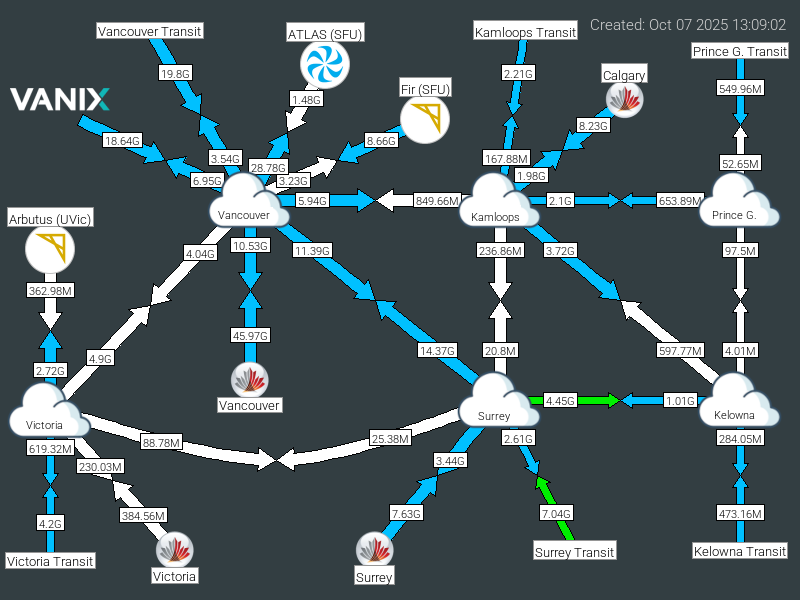 Created: Oct 07 2025 13:09:02
Vancouver Transit
ATLAS (SFU)
Kamloops Transit
Prince G. Transit
19.8G
2.21G
Calgary
549.96M
VANIX
1.48G
Fir (SFU)
8.23G
18.64G
8.66G
3.54G
28.78G
167.88M
52.65M
6.95G
3.23G
1.98G
5.94G
849.66M
2.1G
653.89M
Vancouver
Kamloops
Prince G.
Arbutus (UVic)
4.04G
10.53G
11.39G
236.86M
3.72G
97.5M
362.98M
45.97G
4.9G
14.37G
20.8M
597.77M
4.01M
2.72G
Vancouver
4.45G
1.01G
Victoria
Surrey
Kelowna
619.32M
88.78M
25.38M
2.61G
284.05M
230.03M
3.44G
4.2G
384.56M
7.63G
7.04G
473.16M
Victoria Transit
Victoria
Surrey
Surrey Transit
Kelowna Transit